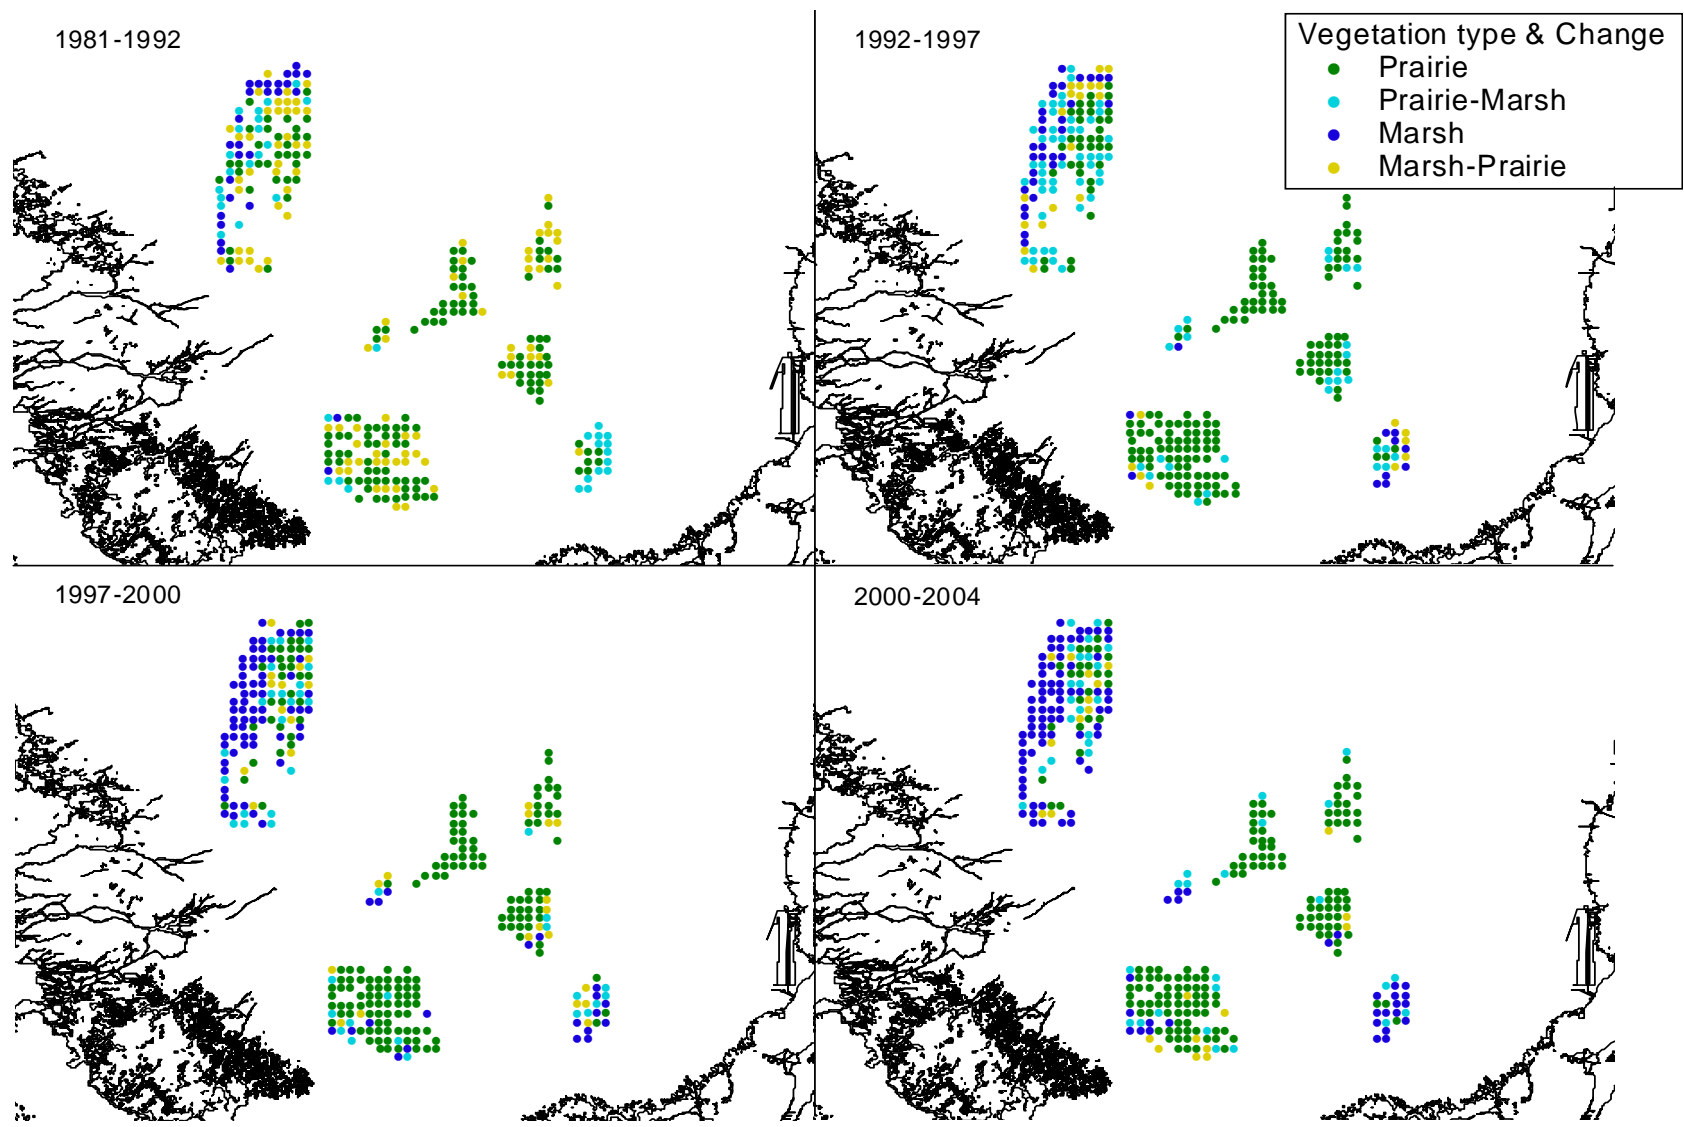 1981-1992
1992-1997
Vegetation type & Change
Prairie
Prairie-Marsh
Marsh
Marsh-Prairie
1997-2000
2000-2004